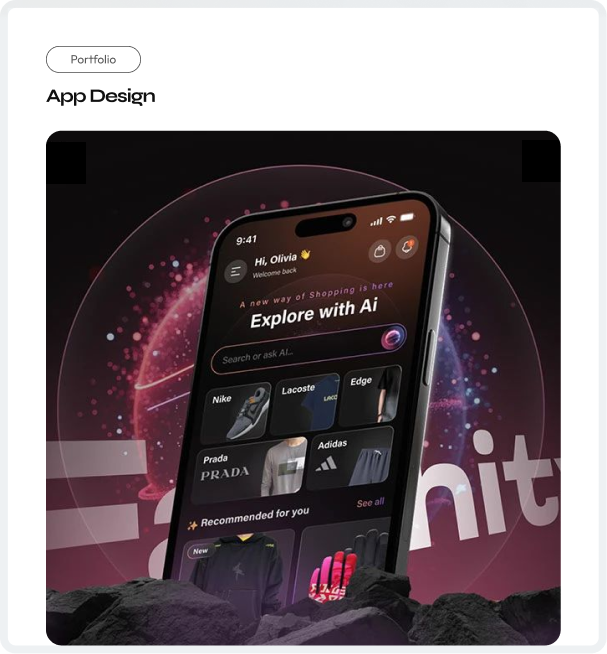 Portfolio
App Design
9:41
Hi, Olivia 👋
Welcome back
A new way of Shopping is here
Explore with Ai
Search or ask AI...
Nike
Lacoste
Edge
Prada
PRADA
Adidas
✨ Recommended for you
See all
New